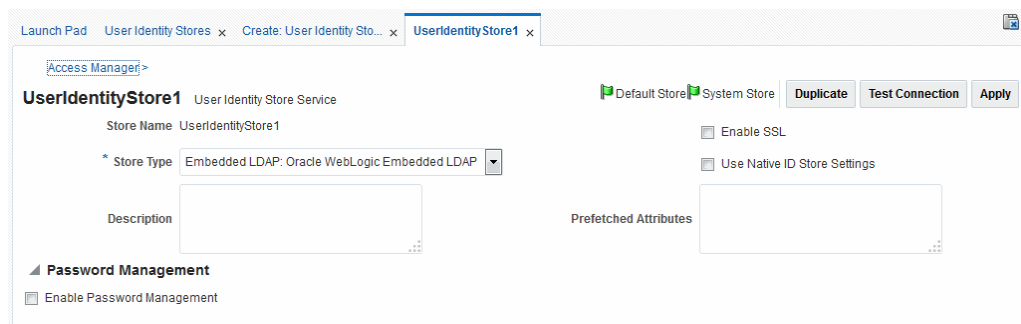 Launch Pad User Identity Stores x Create: User Identity Sto... x UserIdentityStore1 x
Access Manager >
UserIdentityStore1 User Identity Store Service
Default Store System Store Duplicate Test Connection Apply
Store Name UserIdentityStore1
Enable SSL
* Store Type Embedded LDAP: Oracle WebLogic Embedded LDAP
Use Native ID Store Settings
Description
Prefetched Attributes
Password Management
Enable Password Management